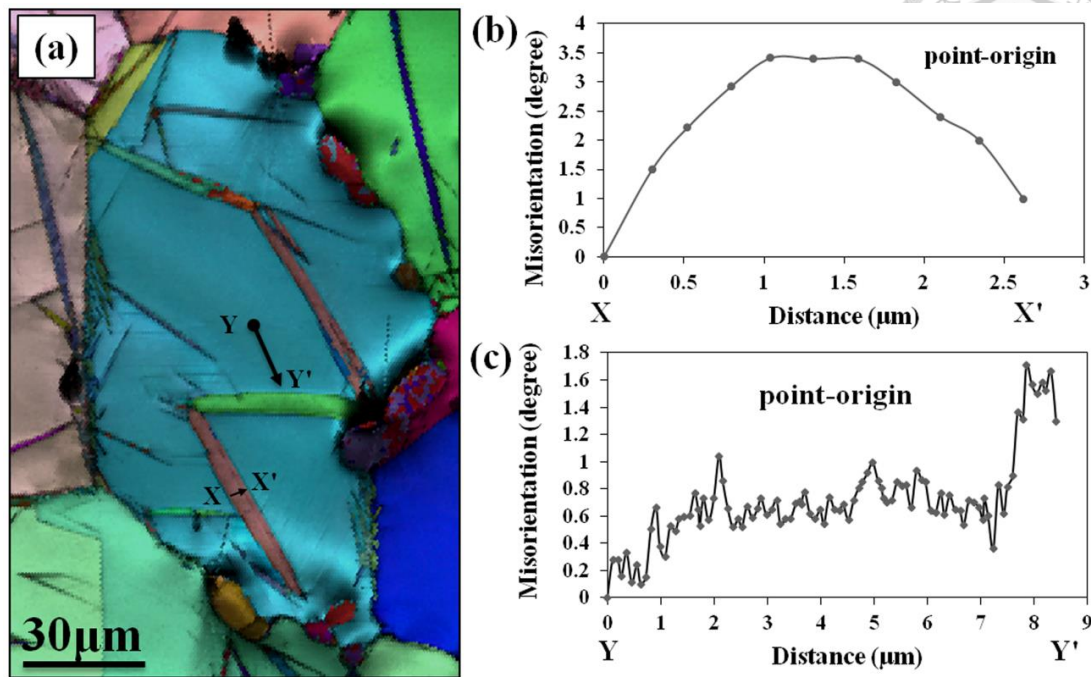 (a)
Y
Y'
X
X'
30μm
(b)
point-origin
Misorientation (degree)
4
3.5
3
2.5
2
1.5
1
0.5
0
0
0.5
1
1.5
2
2.5
3
X
Distance (μm)
X'
(c)
point-origin
Misorientation (degree)
1.8
1.6
1.4
1.2
1
0.8
0.6
0.4
0.2
0
0
1
2
3
4
5
6
7
8
9
Y
Distance (μm)
Y'